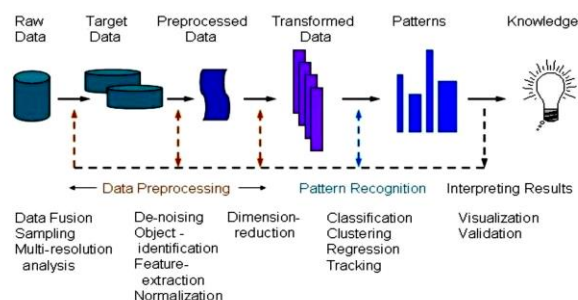 Raw Data
Target Data
Preprocessed Data
Transformed Data
Patterns
Knowledge
Data Preprocessing
Pattern Recognition
Interpreting Results
Data Fusion
Sampling
Multi-resolution
analysis
De-noising
Object -
identification
Feature-
extraction
Normalization
Dimension-
reduction
Classification
Clustering
Regression
Tracking
Visualization
Validation